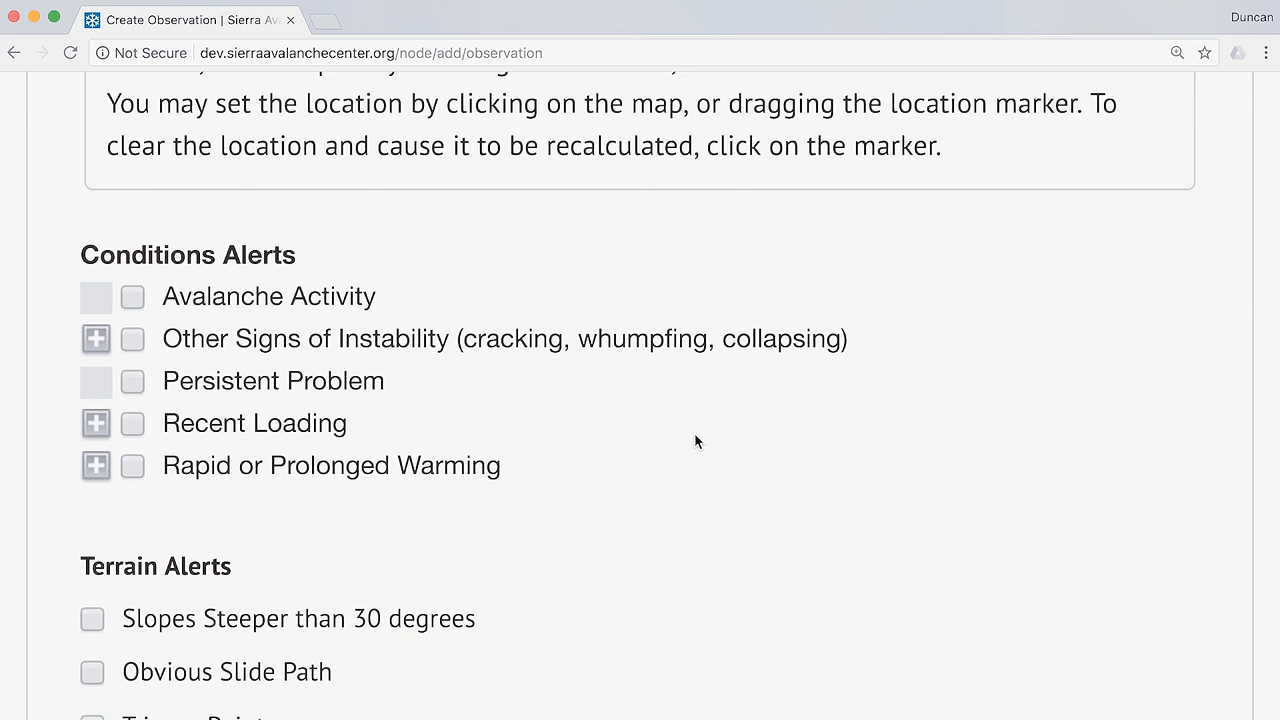 Create Observation | Sierra Av
Duncan
Not Secure
dev.sierraavalanchecenter.org/node/add/observation
You may set the location by clicking on the map, or dragging the location marker. To
clear the location and cause it to be recalculated, click on the marker.
Conditions Alerts
Avalanche Activity
Other Signs of Instability (cracking, whumpfing, collapsing)
Persistent Problem
Recent Loading
Rapid or Prolonged Warming
Terrain Alerts
Slopes Steeper than 30 degrees
Obvious Slide Path